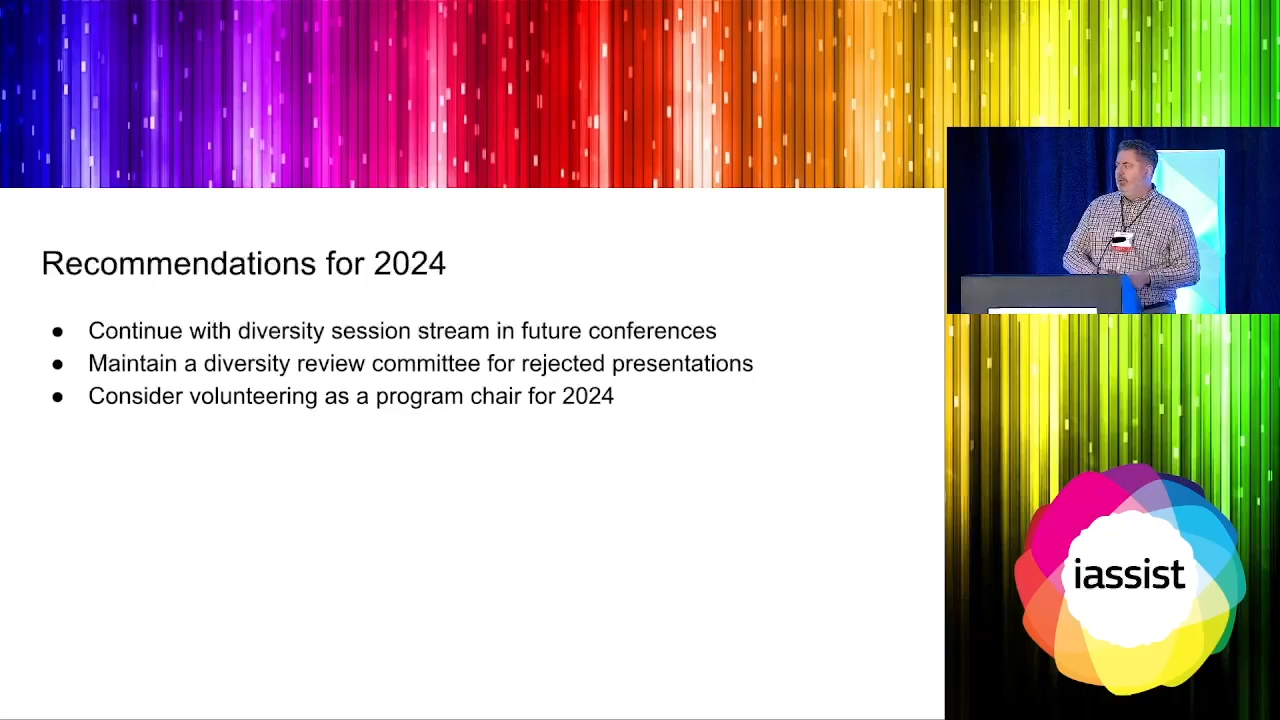 Recommendations for 2024
● Continue with diversity session stream in future conferences
● Maintain a diversity review committee for rejected presentations
● Consider volunteering as a program chair for 2024
iassist